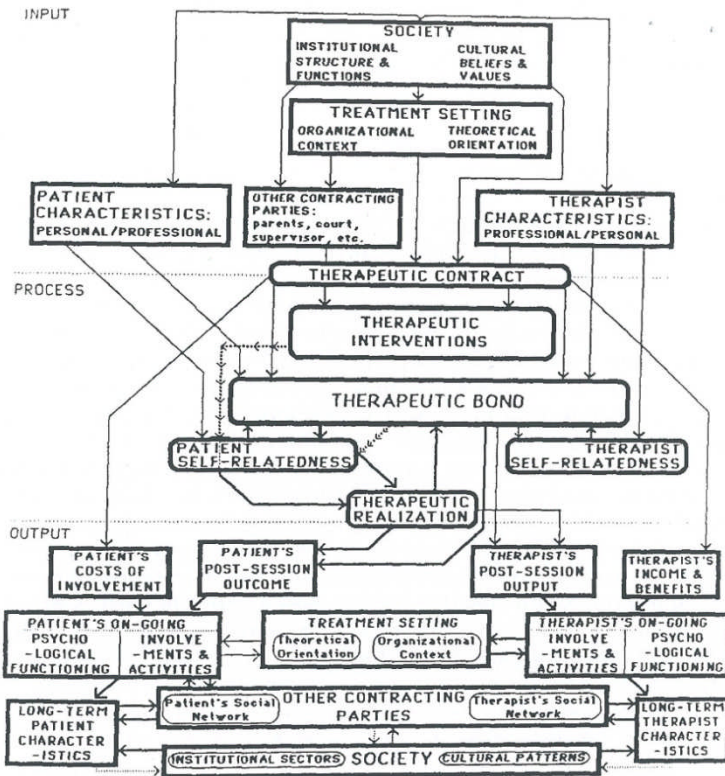 INPUT
SOCIETY
INSTITUTIONAL
STRUCTURE &
FUNCTIONS
CULTURAL
BELIEFS &
VALUES
TREATMENT SETTING
ORGANIZATIONAL
CONTEXT
THEORETICAL
ORIENTATION
PATIENT
CHARACTERISTICS:
PERSONAL/PROFESSIONAL
OTHER CONTRACTING
PARTIES:
parents, court,
supervisor, etc.
THERAPIST
CHARACTERISTICS:
PROFESSIONAL/PERSONAL
THERAPEUTIC CONTRACT
PROCESS
THERAPEUTIC
INTERVENTIONS
THERAPEUTIC BOND
PATIENT
SELF-RELATEDNESS
THERAPIST
SELF-RELATEDNESS
THERAPEUTIC
REALIZATION
OUTPUT
PATIENT'S
COSTS OF
INVOLVEMENT
PATIENT'S
POST-SESSION
OUTCOME
THERAPIST'S
POST-SESSION
OUTPUT
THERAPIST'S
INCOME &
BENEFITS
PATIENT'S ON-GOING
PSYCHO
-LOGICAL
FUNCTIONING
INVOLVE
-MENTS &
ACTIVITIES
TREATMENT SETTING
Theoretical
Orientation
Organizational
Context
THERAPIST'S ON-GOING
INVOLVE
-MENTS &
ACTIVITIES
PSYCHO
-LOGICAL
FUNCTIONING
LONG-TERM
PATIENT
CHARACTER
-ISTICS
Patient's Social
Network
OTHER CONTRACTING
PARTIES
Therapist's Social
Network
LONG-TERM
THERAPIST
CHARACTER
-ISTICS
INSTITUTIONAL SECTORS
SOCIETY
CULTURAL PATTERNS